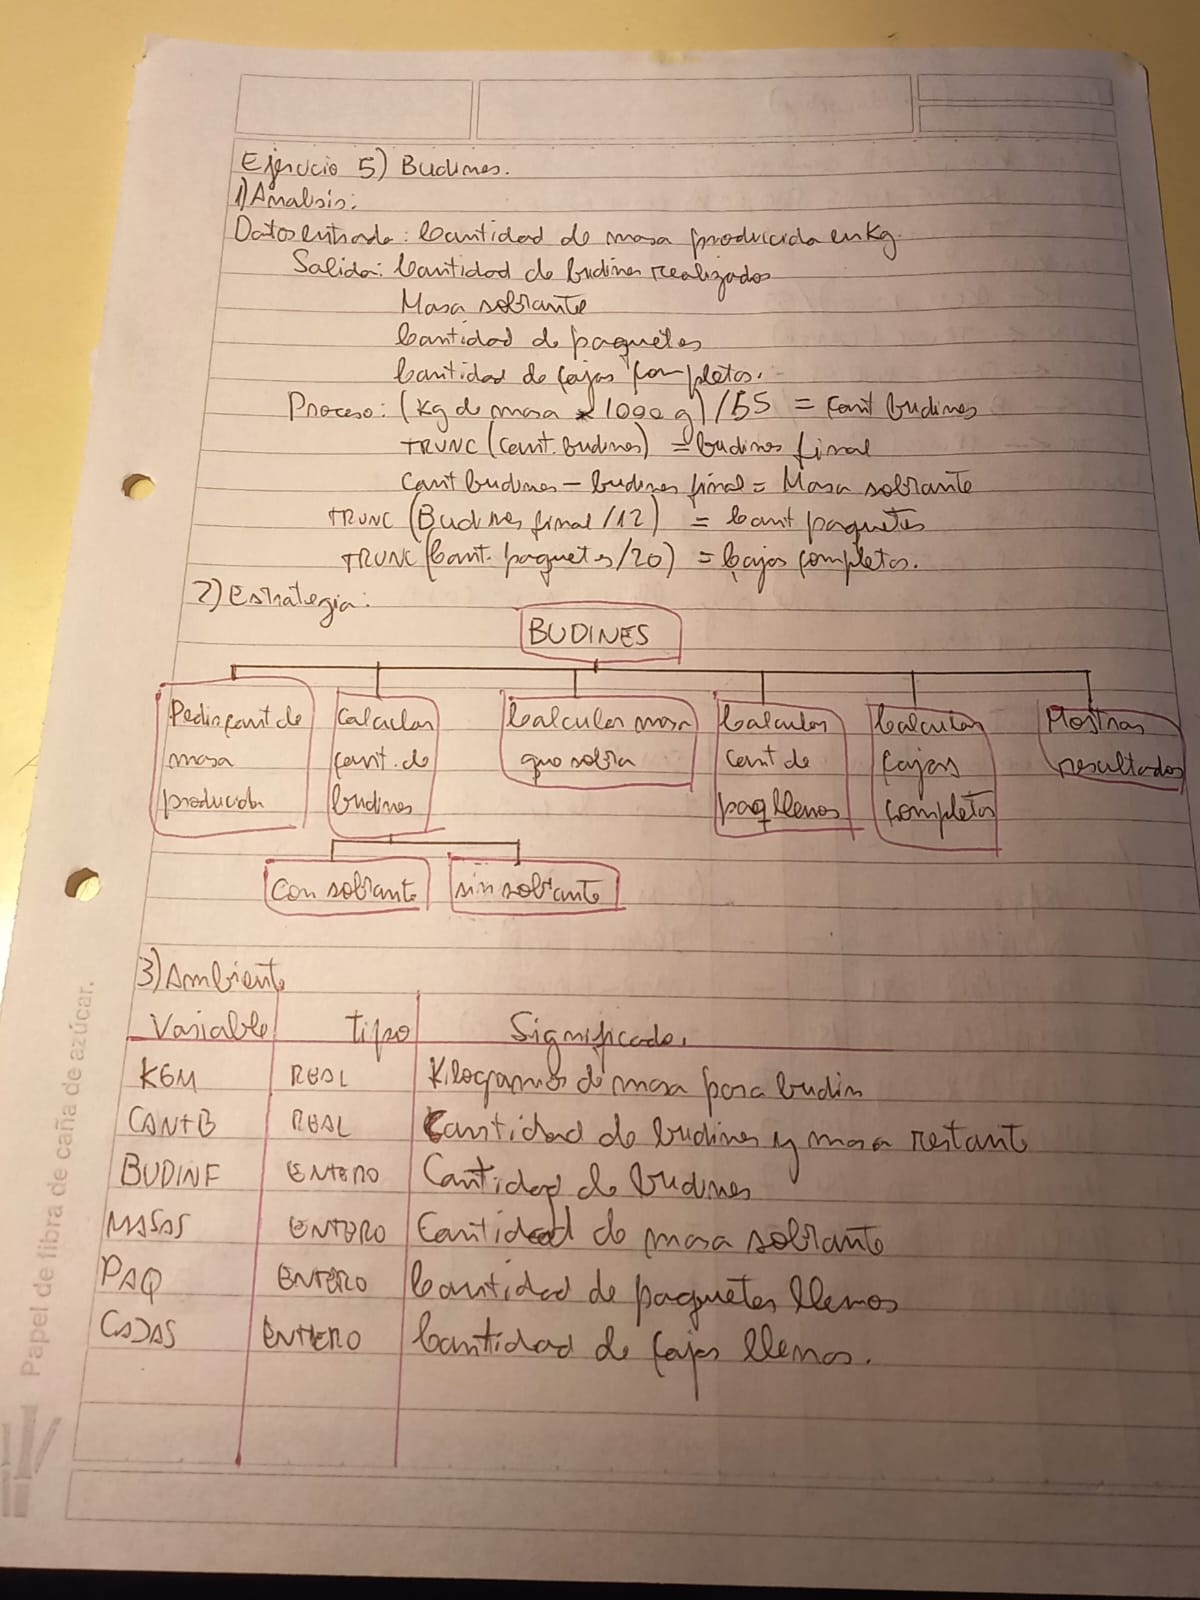 Ejercicio 5) Budines.
1) Analisis:
Datos entrada: Cantidad de masa producida en Kg.
Salida: Cantidad de budines realizados
Masa sobrante
Cantidad de paquetes
Cantidad de cajas completas.
Proceso: (Kg de masa * 1000 g) / 55 = Cant budines
TRUNC (Cant. budines) = budines final
Cant budines - budines final = Masa sobrante
TRUNC (Budines final / 12) = Cant paquetes
TRUNC (Cant. paquetes / 20) = Cajas completas.
2) Estrategia:
BUDINES
Pedir cant de masa producida
Calcular cant. de budines
Calcular masa que sobra
Calcular cant de paq llenos
Calcular cajas completas
Mostrar resultados
Con sobrante
sin sobrante
3) Ambiente
Variable Tipo Significado.
KGM REAL Kilogramos de masa para budin
CANTB REAL Cantidad de budines y masa restante
BUDINF ENTERO Cantidad de budines
MASAS ENTERO Cantidad de masa sobrante
PAQ ENTERO Cantidad de paquetes llenos
CAJAS ENTERO Cantidad de cajas llenas.
Papel de fibra de caña de azúcar.